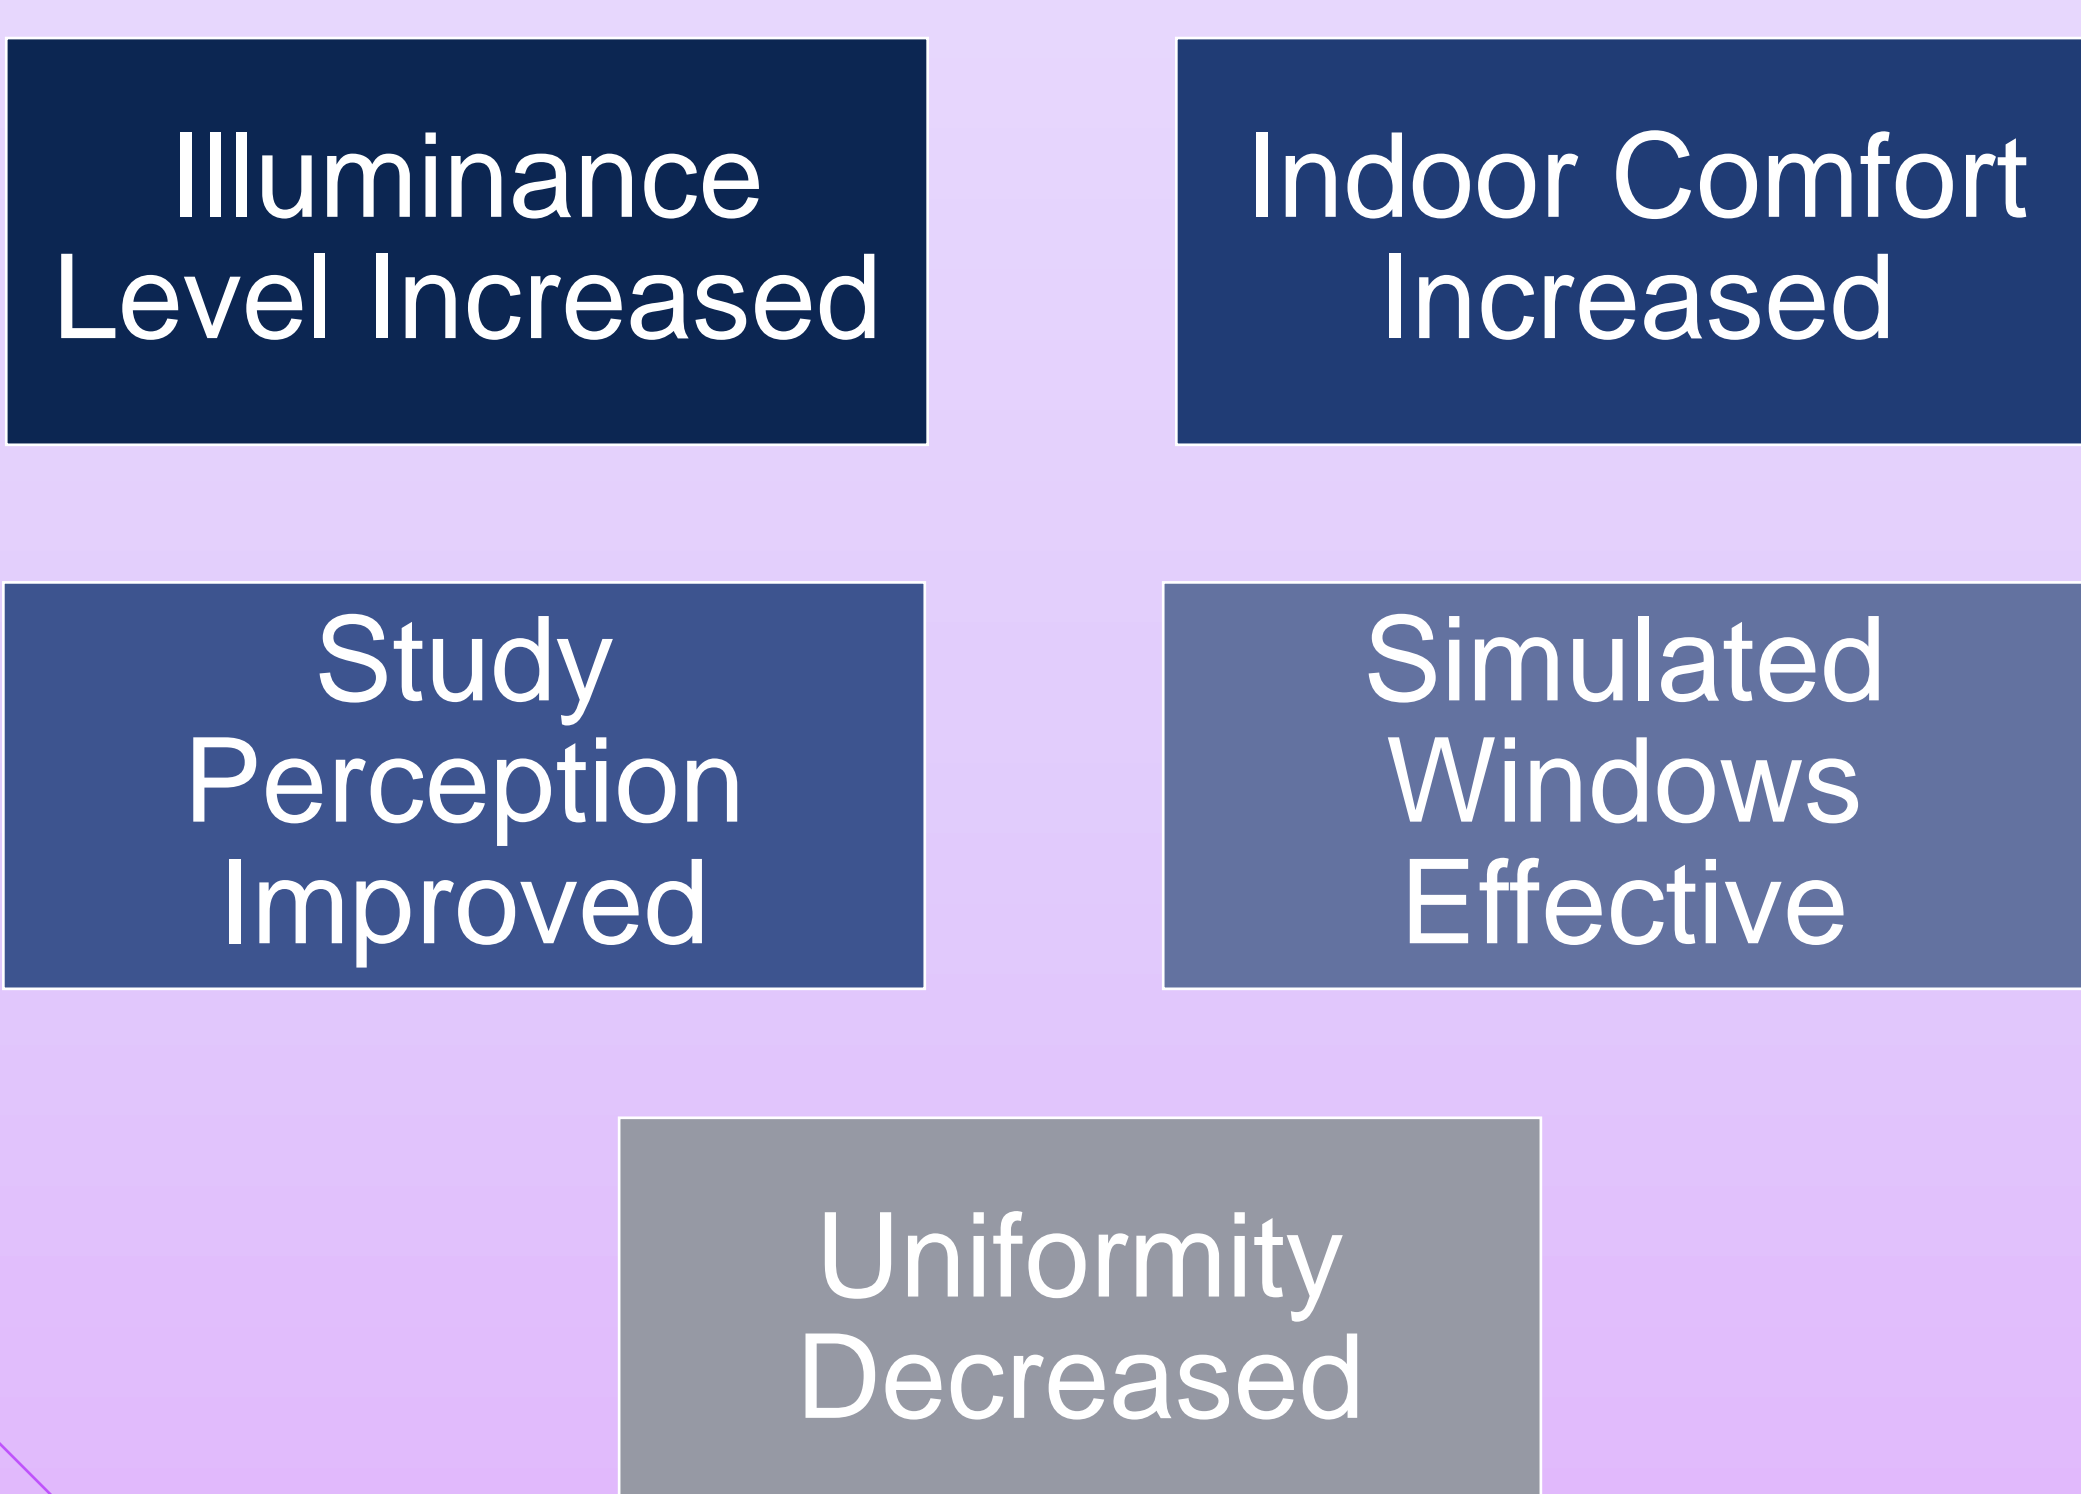 Illuminance
Level Increased
Indoor Comfort
Increased
Study
Perception
Improved
Simulated
Windows
Effective
Uniformity
Decreased